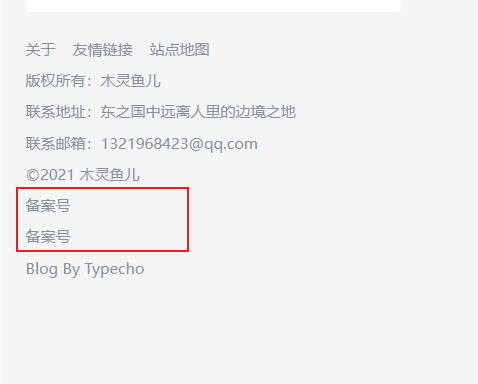 关于 友情链接 站点地图
版权所有：木灵鱼儿
联系地址：东之国中远离人里的边境之地
联系邮箱：1321968423@qq.com
©2021 木灵鱼儿
备案号
备案号
Blog By Typecho